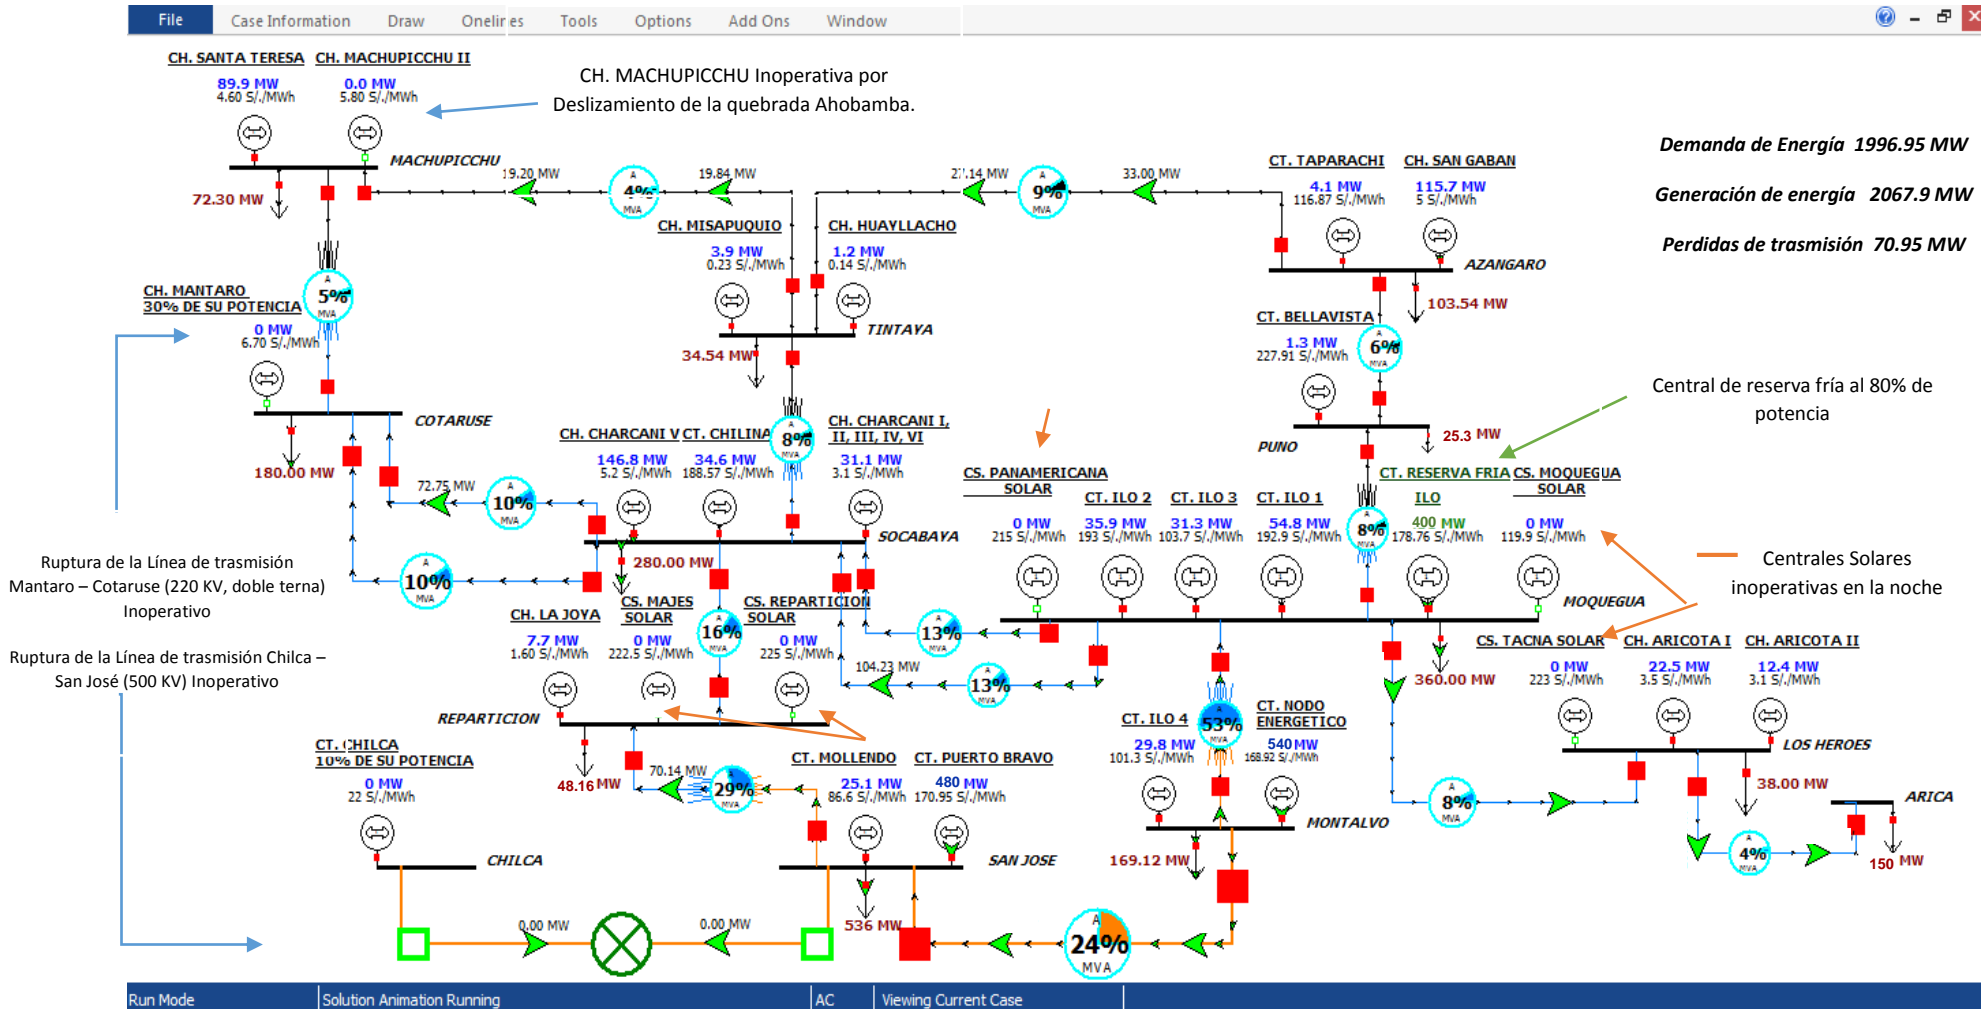 File Case Information Draw Onelines Tools Options Add Ons Window
CH. SANTA TERESA
89.9 MW
4.60 S/./MWh
CH. MACHUPICCHU II
0.0 MW
5.80 S/./MWh
CH. MACHUPICCHU Inoperativa por
Deslizamiento de la quebrada Ahobamba.
MACHUPICCHU
72.30 MW
19.20 MW
A
4%
MVA
19.84 MW
27.14 MW
A
9%
MVA
33.00 MW
CT. TAPARACHI
4.1 MW
116.87 S/./MWh
CH. SAN GABAN
115.7 MW
5 S/./MWh
AZANGARO
103.54 MW
Demanda de Energía 1996.95 MW
Generación de energía 2067.9 MW
Perdidas de trasmisión 70.95 MW
CH. MISAPUQUIO
3.9 MW
0.23 S/./MWh
CH. HUAYLLACHO
1.2 MW
0.14 S/./MWh
TINTAYA
34.54 MW
CH. MANTARO
30% DE SU POTENCIA
0 MW
6.70 S/./MWh
A
5%
MVA
COTARUSE
180.00 MW
CT. BELLAVISTA
1.3 MW
227.91 S/./MWh
A
6%
MVA
PUNO
25.3 MW
Central de reserva fría al 80% de
potencia
CH. CHARCANI V
146.8 MW
5.2 S/./MWh
CT. CHILINA
34.6 MW
188.57 S/./MWh
A
8%
MVA
CH. CHARCANI I,
II, III, IV, VI
31.1 MW
3.1 S/./MWh
SOCABAYA
280.00 MW
72.75 MW
A
10%
MVA
A
10%
MVA
CS. PANAMERICANA
SOLAR
0 MW
215 S/./MWh
CT. ILO 2
35.9 MW
193 S/./MWh
CT. ILO 3
31.3 MW
103.7 S/./MWh
CT. ILO 1
54.8 MW
192.9 S/./MWh
A
8%
MVA
CT. RESERVA FRIA
ILO
400 MW
178.76 S/./MWh
CS. MOQUEGUA
SOLAR
0 MW
119.9 S/./MWh
MOQUEGUA
360.00 MW
Centrales Solares
inoperativas en la noche
Ruptura de la Línea de trasmisión
Mantaro – Cotaruse (220 KV, doble terna)
Inoperativo
Ruptura de la Línea de trasmisión Chilca –
San José (500 KV) Inoperativo
CH. LA JOYA
7.7 MW
1.60 S/./MWh
CS. MAJES
SOLAR
0 MW
222.5 S/./MWh
A
16%
MVA
CS. REPARTICION
SOLAR
0 MW
225 S/./MWh
REPARTICION
48.16 MW
A
13%
MVA
104.23 MW
A
13%
MVA
CS. TACNA SOLAR
0 MW
223 S/./MWh
CH. ARICOTA I
22.5 MW
3.5 S/./MWh
CH. ARICOTA II
12.4 MW
3.1 S/./MWh
LOS HEROES
38.00 MW
A
8%
MVA
ARICA
150 MW
A
4%
MVA
CT. CHILCA
10% DE SU POTENCIA
0 MW
22 S/./MWh
CHILCA
70.14 MW
A
29%
MVA
CT. MOLLENDO
25.1 MW
86.6 S/./MWh
CT. PUERTO BRAVO
480 MW
170.95 S/./MWh
SAN JOSE
536 MW
CT. ILO 4
29.8 MW
101.3 S/./MWh
A
53%
MVA
CT. NODO
ENERGETICO
540 MW
168.92 S/./MWh
MONTALVO
169.12 MW
0.00 MW
0.00 MW
A
24%
MVA
Run Mode Solution Animation Running AC Viewing Current Case